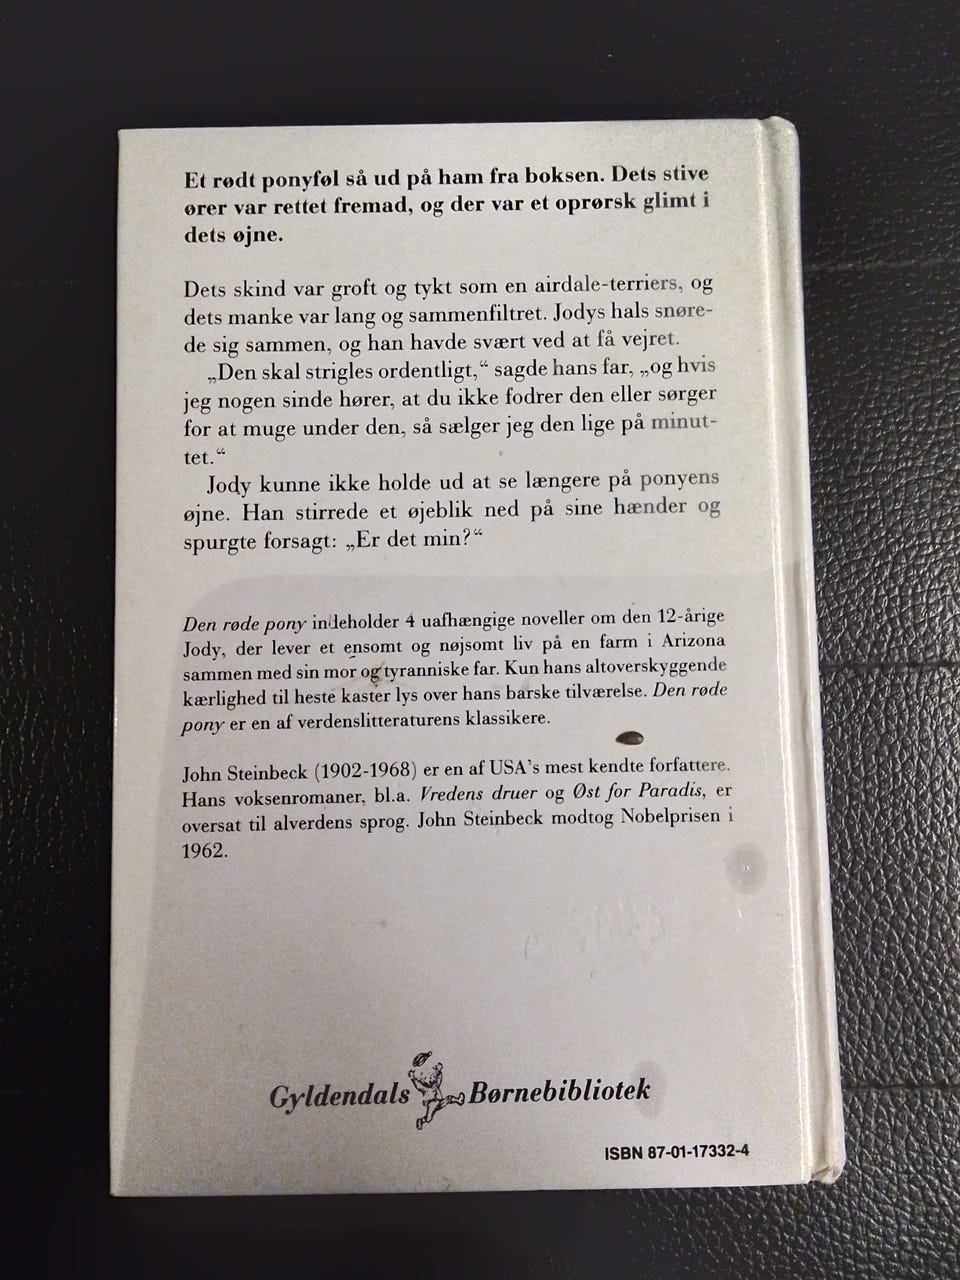 Et rødt ponyføl så ud på ham fra boksen. Dets stive
ører var rettet fremad, og der var et oprørsk glimt i
dets øjne.
Dets skind var groft og tykt som en airdale-terriers, og
dets manke var lang og sammenfiltret. Jodys hals snøre-
de sig sammen, og han havde svært ved at få vejret.
„Den skal strigles ordentligt,“ sagde hans far, „og hvis
jeg nogen sinde hører, at du ikke fodrer den eller sørger
for at muge under den, så sælger jeg den lige på minut-
tet.“
Jody kunne ikke holde ud at se længere på ponyens
øjne. Han stirrede et øjeblik ned på sine hænder og
spurgte forsagt: „Er det min?“
Den røde pony indeholder 4 uafhængige noveller om den 12-årige
Jody, der lever et ensomt og nøjsomt liv på en farm i Arizona
sammen med sin mor og tyranniske far. Kun hans altoverskyggende
kærlighed til heste kaster lys over hans barske tilværelse. Den røde
pony er en af verdenslitteraturens klassikere.
John Steinbeck (1902-1968) er en af USA's mest kendte forfattere.
Hans voksenromaner, bl.a. Vredens druer og Øst for Paradis, er
oversat til alverdens sprog. John Steinbeck modtog Nobelprisen i
1962.
Gyldendals Børnebibliotek
ISBN 87-01-17332-4